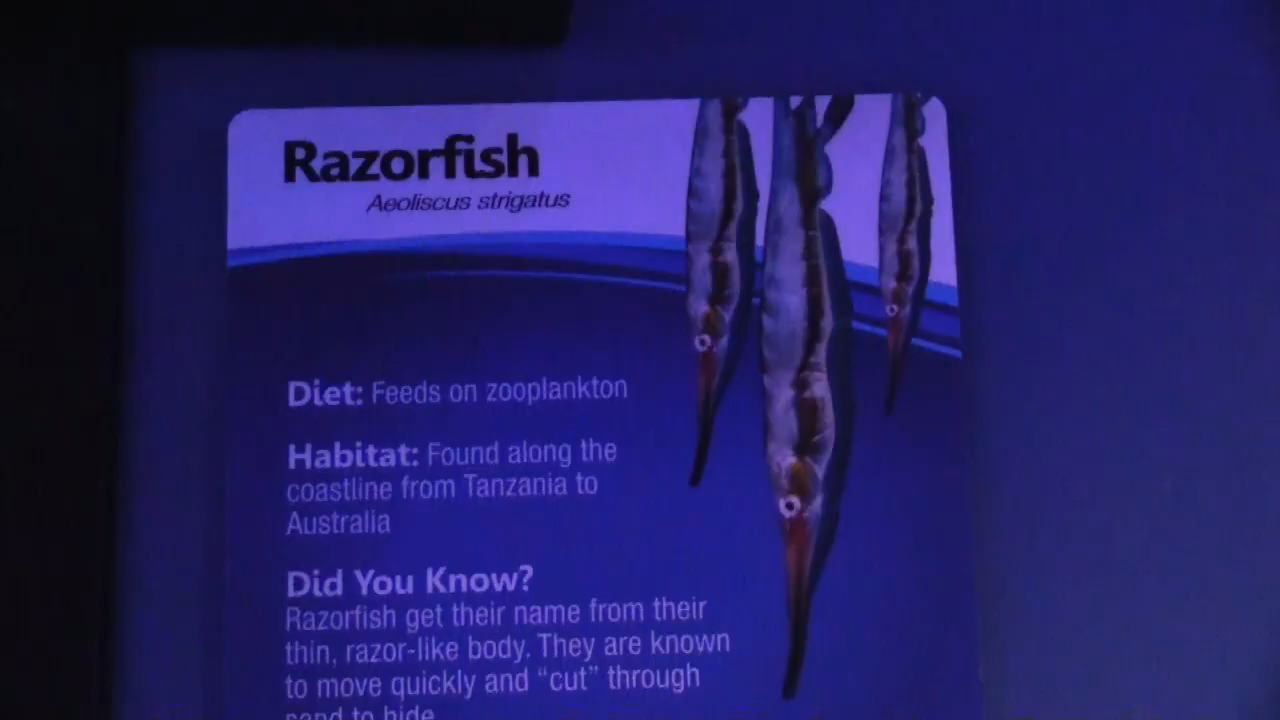 Razorfish
Aeoliscus strigatus
Diet: Feeds on zooplankton
Habitat: Found along the
coastline from Tanzania to
Australia
Did You Know?
Razorfish get their name from their
thin, razor-like body. They are known
to move quickly and “cut” through
sand to hide